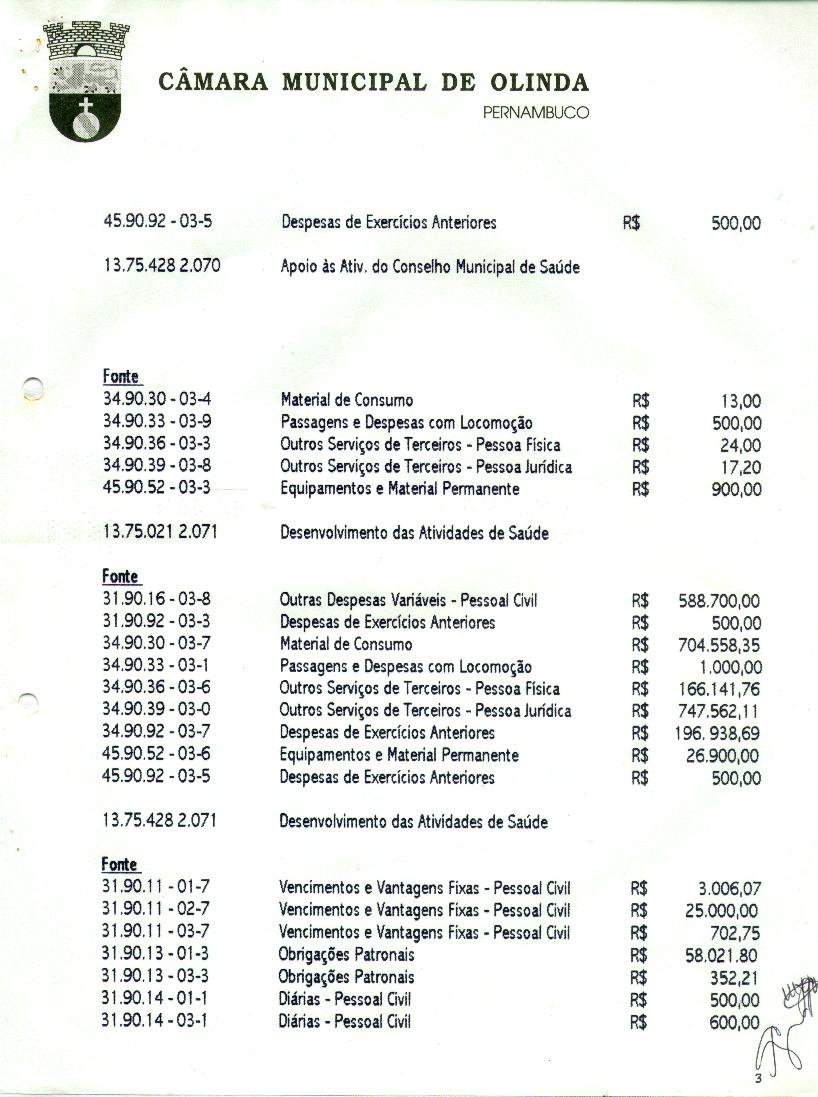 CÂMARA MUNICIPAL DE OLINDA
PERNAMBUCO
45.90.92 - 03-5 Despesas de Exercícios Anteriores R$ 500,00
13.75.428 2.070 Apoio às Ativ. do Conselho Municipal de Saúde
Fonte
34.90.30 - 03-4 Material de Consumo R$ 13,00
34.90.33 - 03-9 Passagens e Despesas com Locomoção R$ 500,00
34.90.36 - 03-3 Outros Serviços de Terceiros - Pessoa Física R$ 24,00
34.90.39 - 03-8 Outros Serviços de Terceiros - Pessoa Jurídica R$ 17,20
45.90.52 - 03-3 Equipamentos e Material Permanente R$ 900,00
13.75.021 2.071 Desenvolvimento das Atividades de Saúde
Fonte
31.90.16 - 03-8 Outras Despesas Variáveis - Pessoal Civil R$ 588.700,00
31.90.92 - 03-3 Despesas de Exercícios Anteriores R$ 500,00
34.90.30 - 03-7 Material de Consumo R$ 704.558,35
34.90.33 - 03-1 Passagens e Despesas com Locomoção R$ 1.000,00
34.90.36 - 03-6 Outros Serviços de Terceiros - Pessoa Física R$ 166.141,76
34.90.39 - 03-0 Outros Serviços de Terceiros - Pessoa Jurídica R$ 747.562,11
34.90.92 - 03-7 Despesas de Exercícios Anteriores R$ 196. 938,69
45.90.52 - 03-6 Equipamentos e Material Permanente R$ 26.900,00
45.90.92 - 03-5 Despesas de Exercícios Anteriores R$ 500,00
13.75.428 2.071 Desenvolvimento das Atividades de Saúde
Fonte
31.90.11 - 01-7 Vencimentos e Vantagens Fixas - Pessoal Civil R$ 3.006,07
31.90.11 - 02-7 Vencimentos e Vantagens Fixas - Pessoal Civil R$ 25.000,00
31.90.11 - 03-7 Vencimentos e Vantagens Fixas - Pessoal Civil R$ 702,75
31.90.13 - 01-3 Obrigações Patronais R$ 58.021.80
31.90.13 - 03-3 Obrigações Patronais R$ 352,21
31.90.14 - 01-1 Diárias - Pessoal Civil R$ 500,00
31.90.14 - 03-1 Diárias - Pessoal Civil R$ 600,00
3